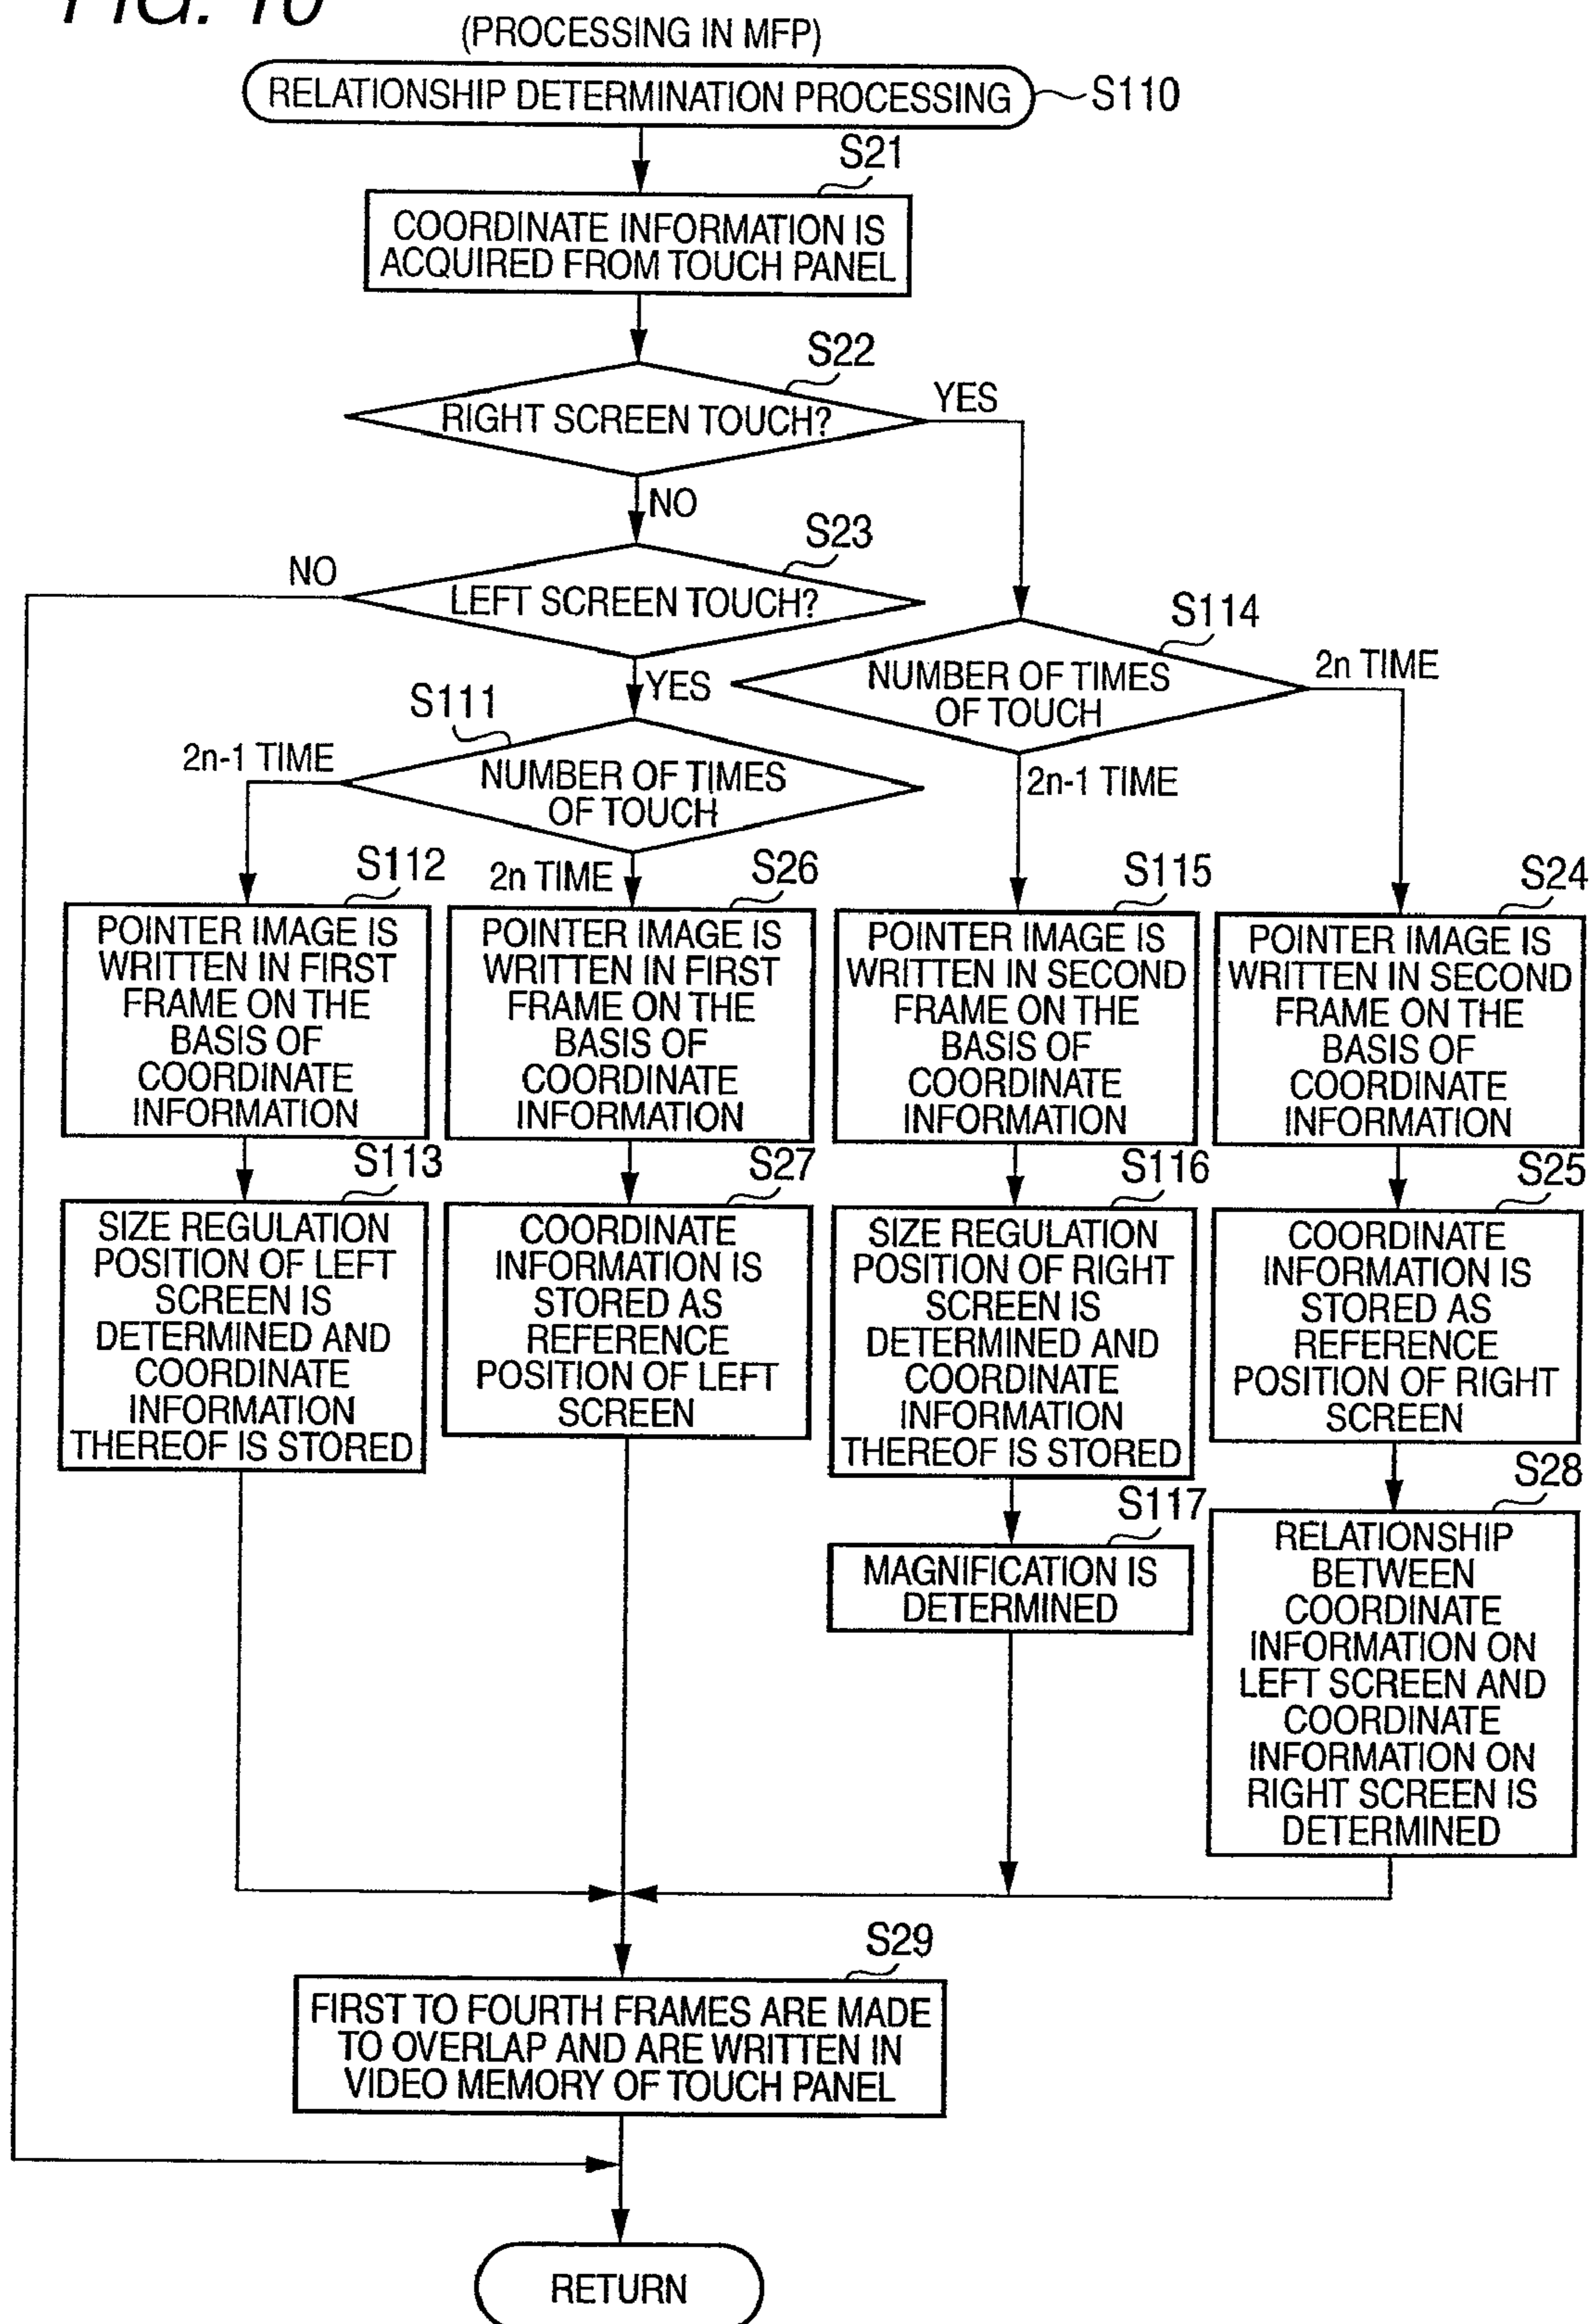 FIG. 10
(PROCESSING IN MFP)
RELATIONSHIP DETERMINATION PROCESSING
S110
S21
COORDINATE INFORMATION IS
ACQUIRED FROM TOUCH PANEL
S22
RIGHT SCREEN TOUCH?
YES
NO
S23
LEFT SCREEN TOUCH?
NO
YES
S114
NUMBER OF TIMES
OF TOUCH
2n TIME
2n-1 TIME
S111
NUMBER OF TIMES
OF TOUCH
2n-1 TIME
2n TIME
S112
POINTER IMAGE IS
WRITTEN IN FIRST
FRAME ON THE
BASIS OF
COORDINATE
INFORMATION
S26
POINTER IMAGE IS
WRITTEN IN FIRST
FRAME ON THE
BASIS OF
COORDINATE
INFORMATION
S115
POINTER IMAGE IS
WRITTEN IN SECOND
FRAME ON THE
BASIS OF
COORDINATE
INFORMATION
S24
POINTER IMAGE IS
WRITTEN IN SECOND
FRAME ON THE
BASIS OF
COORDINATE
INFORMATION
S113
SIZE REGULATION
POSITION OF LEFT
SCREEN IS
DETERMINED AND
COORDINATE
INFORMATION
THEREOF IS STORED
S27
COORDINATE
INFORMATION IS
STORED AS
REFERENCE
POSITION OF LEFT
SCREEN
S116
SIZE REGULATION
POSITION OF RIGHT
SCREEN IS
DETERMINED AND
COORDINATE
INFORMATION
THEREOF IS STORED
S25
COORDINATE
INFORMATION IS
STORED AS
REFERENCE
POSITION OF RIGHT
SCREEN
S117
MAGNIFICATION IS
DETERMINED
S28
RELATIONSHIP
BETWEEN
COORDINATE
INFORMATION ON
LEFT SCREEN AND
COORDINATE
INFORMATION ON
RIGHT SCREEN IS
DETERMINED
S29
FIRST TO FOURTH FRAMES ARE MADE
TO OVERLAP AND ARE WRITTEN IN
VIDEO MEMORY OF TOUCH PANEL
RETURN